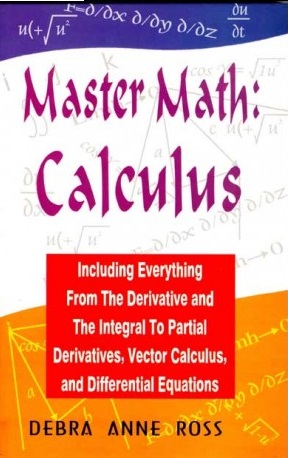 F=∂/∂x ∂/∂y ∂/∂z
∂u
∂t
u(+√u²
Master Math:
Calculus
Including Everything
From The Derivative and
The Integral To Partial
Derivatives, Vector Calculus,
and Differential Equations
DEBRA ANNE ROSS